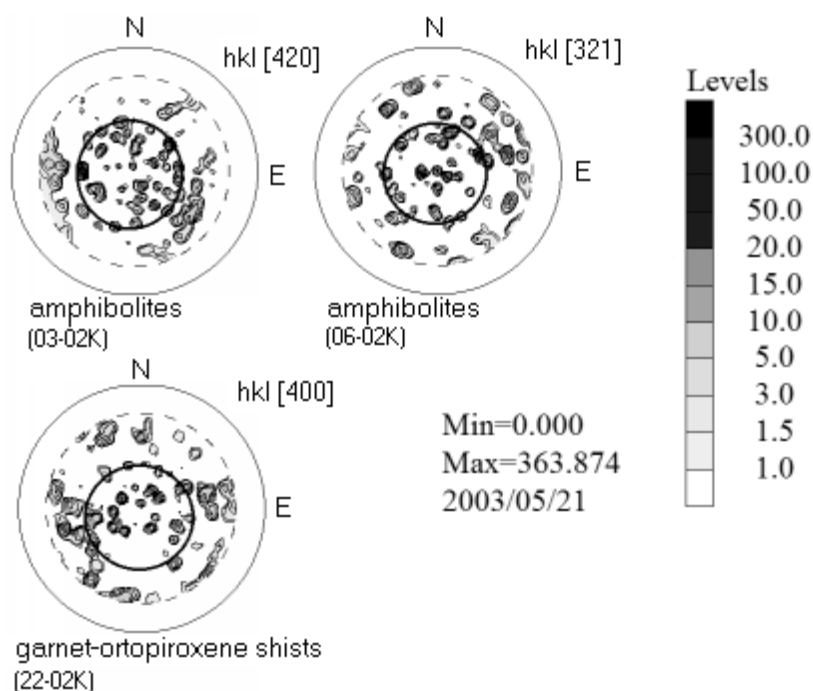 N
hkl [420]
E
amphibolites
(03-02K)
N
hkl [321]
E
amphibolites
(06-02K)
N
hkl [400]
E
garnet-ortopiroxene shists
(22-02K)
Min=0.000
Max=363.874
2003/05/21
Levels
300.0
100.0
50.0
20.0
15.0
10.0
5.0
3.0
1.5
1.0